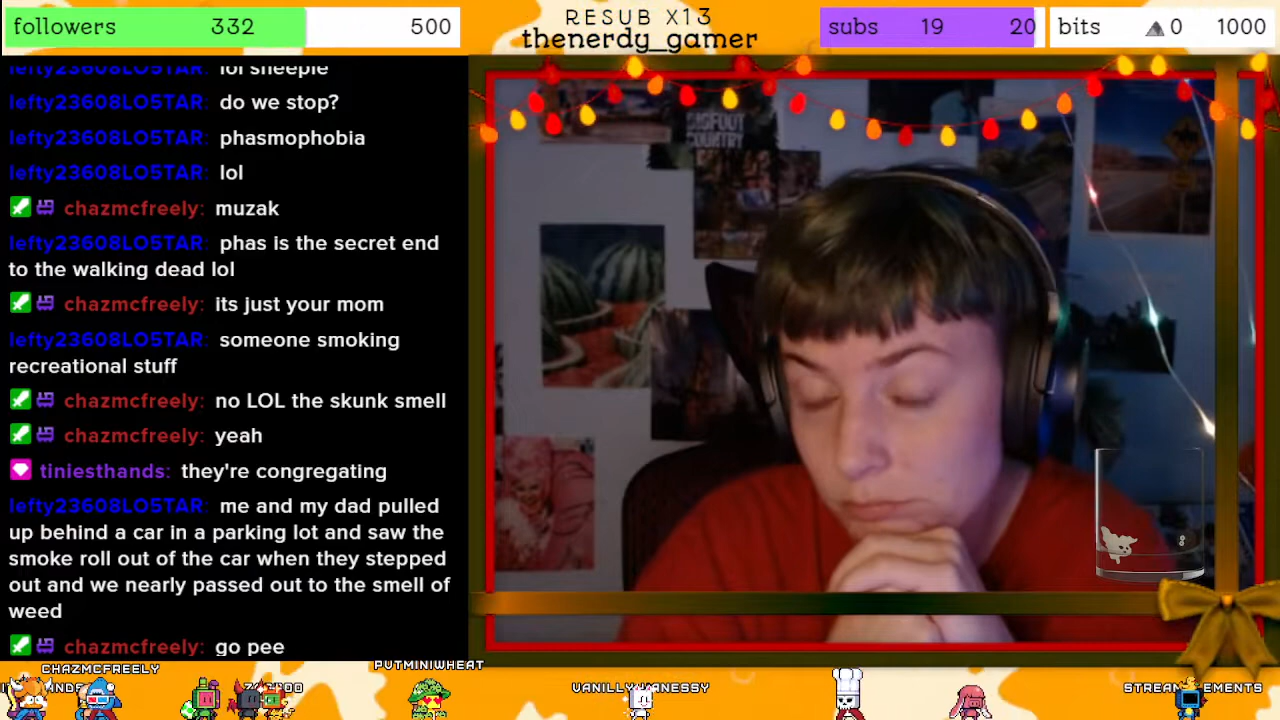 followers 332 500
RESUB X13
thenerdy_gamer
subs 19 20
bits 0 1000
lefty23608LO5TAR: lol sheepie
lefty23608LO5TAR: do we stop?
lefty23608LO5TAR: phasmophobia
lefty23608LO5TAR: lol
chazmcfreely: muzak
lefty23608LO5TAR: phas is the secret end
to the walking dead lol
chazmcfreely: its just your mom
lefty23608LO5TAR: someone smoking
recreational stuff
chazmcfreely: no LOL the skunk smell
chazmcfreely: yeah
tiniesthands: they're congregating
lefty23608LO5TAR: me and my dad pulled
up behind a car in a parking lot and saw the
smoke roll out of the car when they stepped
out and we nearly passed out to the smell of
weed
chazmcfreely: go pee
BIGFOOT
COUNTRY
CHAZMCFREELY
PUTMINIWHEAT